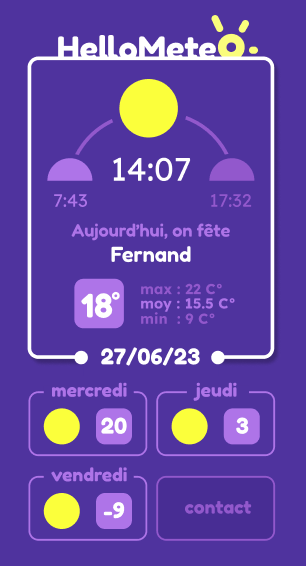 HelloMeteo
14:07
7:43 17:32
Aujourd'hui, on fête
Fernand
18°
max : 22 C°
moy : 15.5 C°
min : 9 C°
27/06/23
mercredi jeudi
20 3
vendredi
-9 contact